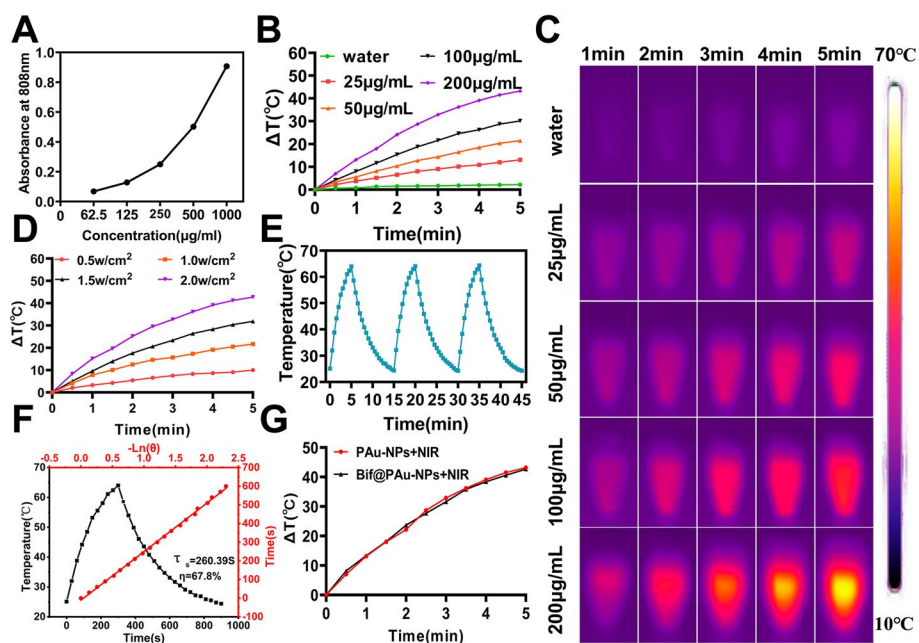 A
Absorbance at 808nm
1.0
0.8
0.6
0.4
0.2
0.0
0 62.5 125 250 500 1000
Concentration(μg/ml)
B
water
25μg/mL
50μg/mL
100μg/mL
200μg/mL
ΔT(℃)
60
50
40
30
20
10
0
0 1 2 3 4 5
Time(min)
C
1min 2min 3min 4min 5min 70℃
water
25μg/mL
50μg/mL
100μg/mL
200μg/mL
10℃
D
0.5w/cm²
1.0w/cm²
1.5w/cm²
2.0w/cm²
ΔT(℃)
60
50
40
30
20
10
0
0 1 2 3 4 5
Time(min)
E
Temperature(℃)
70
60
50
40
30
20
0 5 10 15 20 25 30 35 40 45
Time(min)
F
-Ln(θ)
-0.5 0.0 0.5 1.0 1.5 2.0 2.5
Temperature(℃)
70
60
50
40
30
20
700
600
500
400
300
200
100
0
-100
Time(s)
τs=260.39S
η=67.8%
0 200 400 600 800 1000
Time(s)
G
PAu-NPs+NIR
Bif@PAu-NPs+NIR
ΔT(℃)
50
40
30
20
10
0
0 1 2 3 4 5
Time(min)